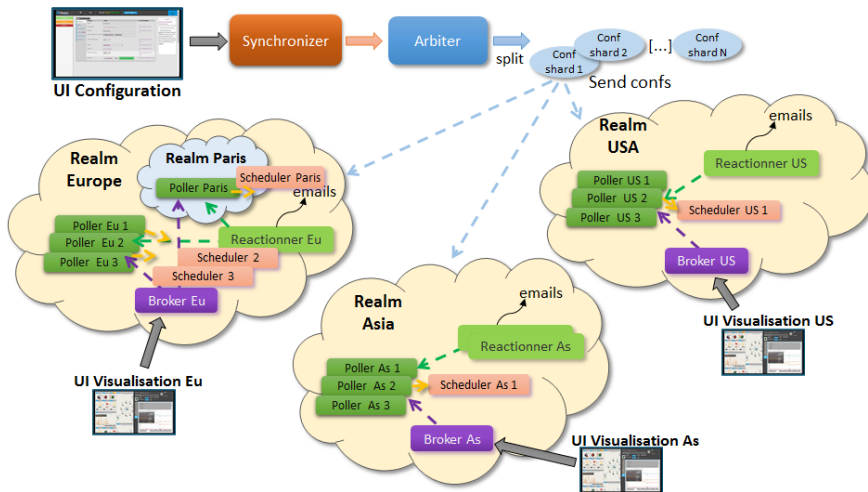 UI Configuration
Synchronizer
Arbiter
split
Conf
shard 1
Conf
shard 2
[...]
Conf
shard N
Send confs
Realm
Europe
Realm Paris
Scheduler Paris
Poller Paris
emails
Poller Eu 1
Poller Eu 2
Poller Eu 3
Reactionner Eu
Scheduler 2
Scheduler 3
Broker Eu
UI Visualisation Eu
Realm
Asia
emails
Reactionner As
Poller As 1
Poller As 2
Poller As 3
Scheduler As 1
Broker As
UI Visualisation As
Realm
USA
emails
Reactionner US
Poller US 1
Poller US 2
Poller US 3
Scheduler US 1
Broker US
UI Visualisation US